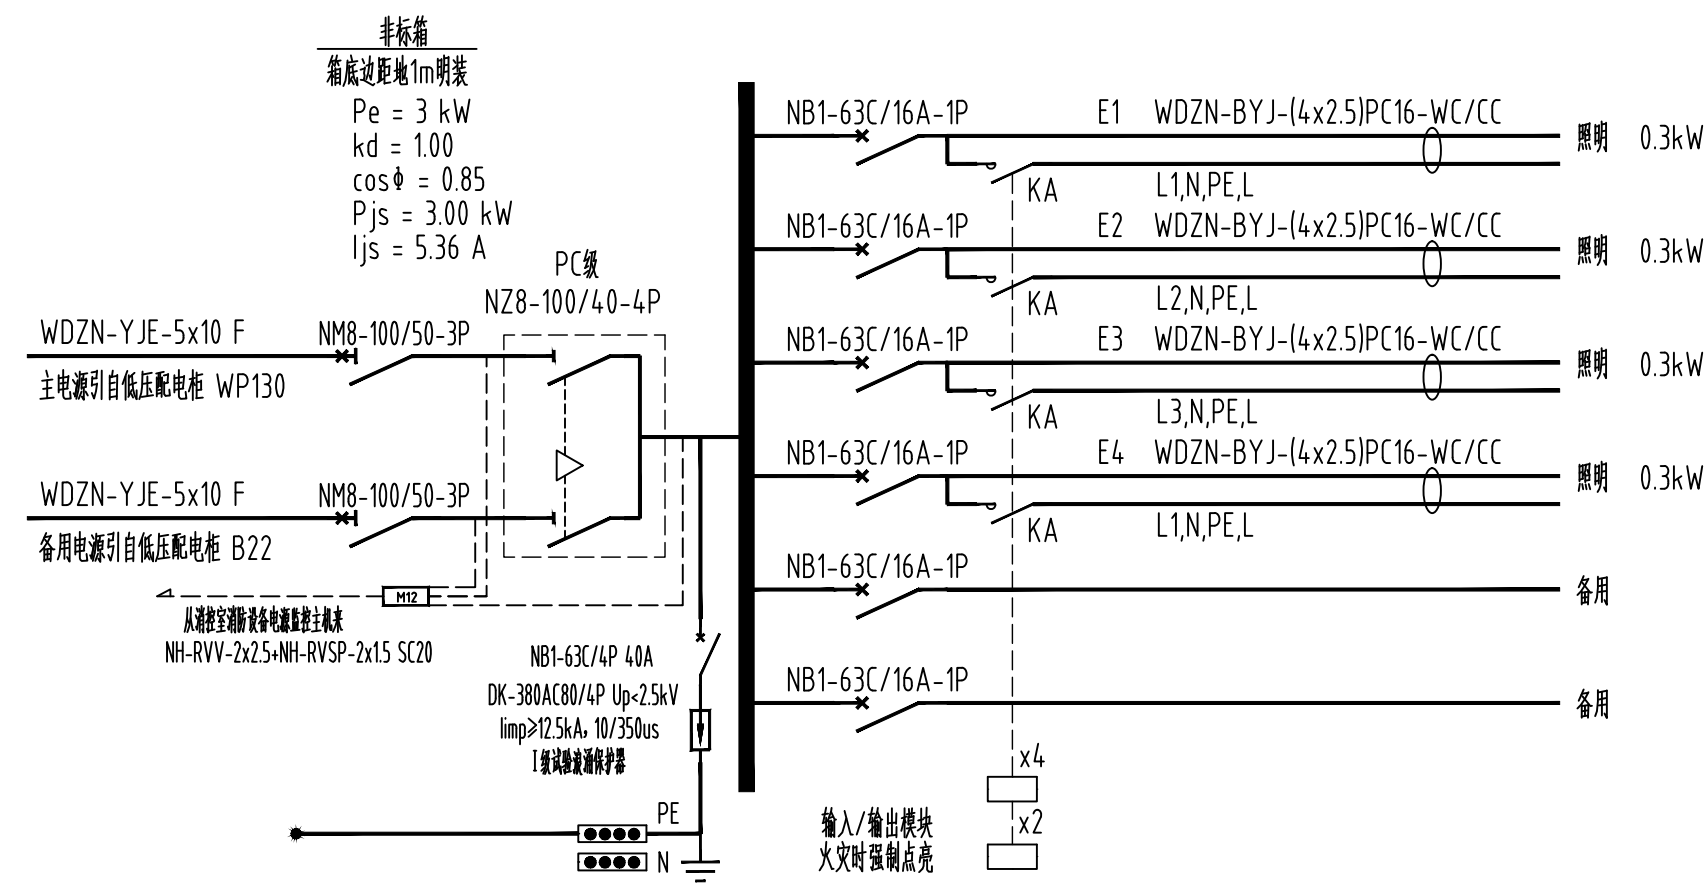 非标箱
箱底边距地1m明装
Pe = 3 kW
kd = 1.00
cosΦ = 0.85
Pjs = 3.00 kW
Ijs = 5.36 A
PC级
NZ8-100/40-4P
WDZN-YJE-5x10 F
NM8-100/50-3P
主电源引自低压配电柜 WP130
WDZN-YJE-5x10 F
NM8-100/50-3P
备用电源引自低压配电柜 B22
M12
从消控室消防设备电源监控主机来
NH-RVV-2x2.5+NH-RVSP-2x1.5 SC20
NB1-63C/4P 40A
DK-380AC80/4P Up<2.5kV
Iimp≥12.5kA, 10/350us
I级试验浪涌保护器
PE
N
NB1-63C/16A-1P
E1 WDZN-BYJ-(4x2.5)PC16-WC/CC
照明 0.3kW
KA
L1,N,PE,L
NB1-63C/16A-1P
E2 WDZN-BYJ-(4x2.5)PC16-WC/CC
照明 0.3kW
KA
L2,N,PE,L
NB1-63C/16A-1P
E3 WDZN-BYJ-(4x2.5)PC16-WC/CC
照明 0.3kW
KA
L3,N,PE,L
NB1-63C/16A-1P
E4 WDZN-BYJ-(4x2.5)PC16-WC/CC
照明 0.3kW
KA
L1,N,PE,L
NB1-63C/16A-1P
备用
NB1-63C/16A-1P
备用
x4
x2
输入/输出模块
火灾时强制点亮